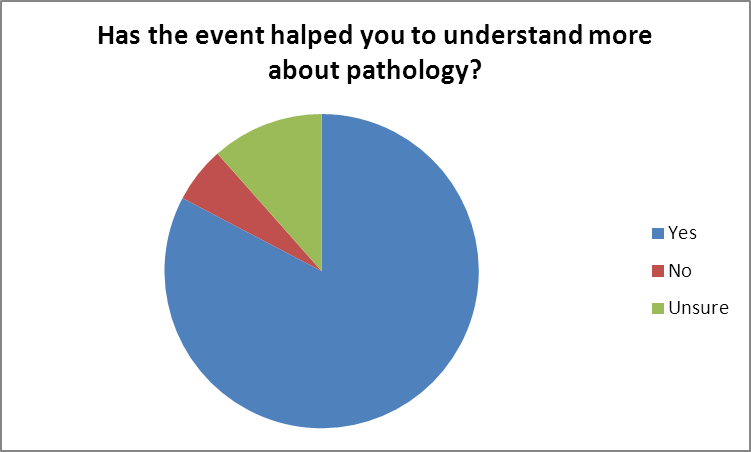 Has the event halped you to understand more
about pathology?
Yes
No
Unsure